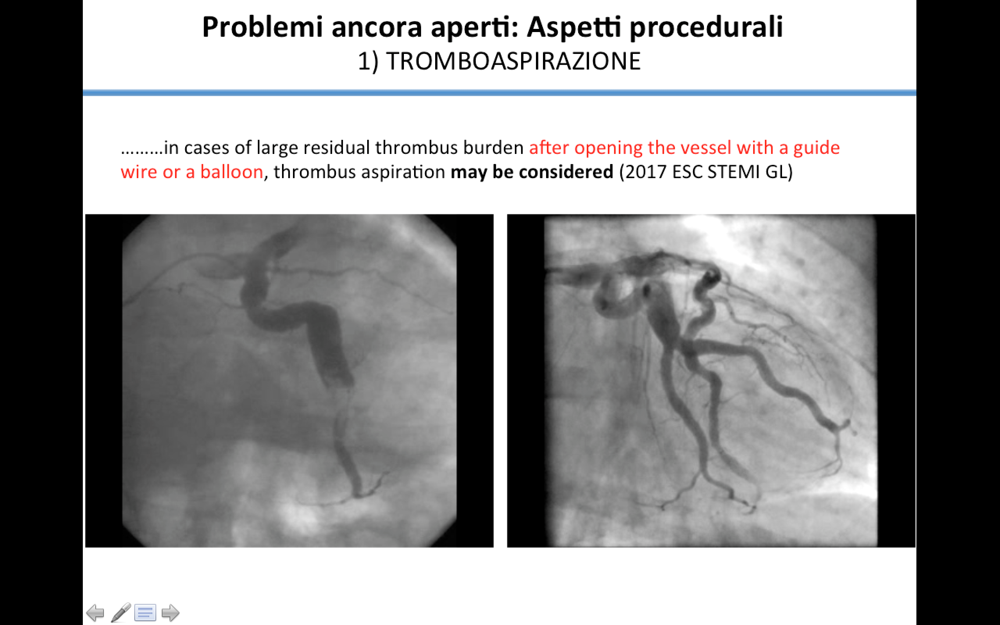 Problemi ancora aperti: Aspetti procedurali
1) TROMBOASPIRAZIONE
………in cases of large residual thrombus burden after opening the vessel with a guide
wire or a balloon, thrombus aspiration may be considered (2017 ESC STEMI GL)